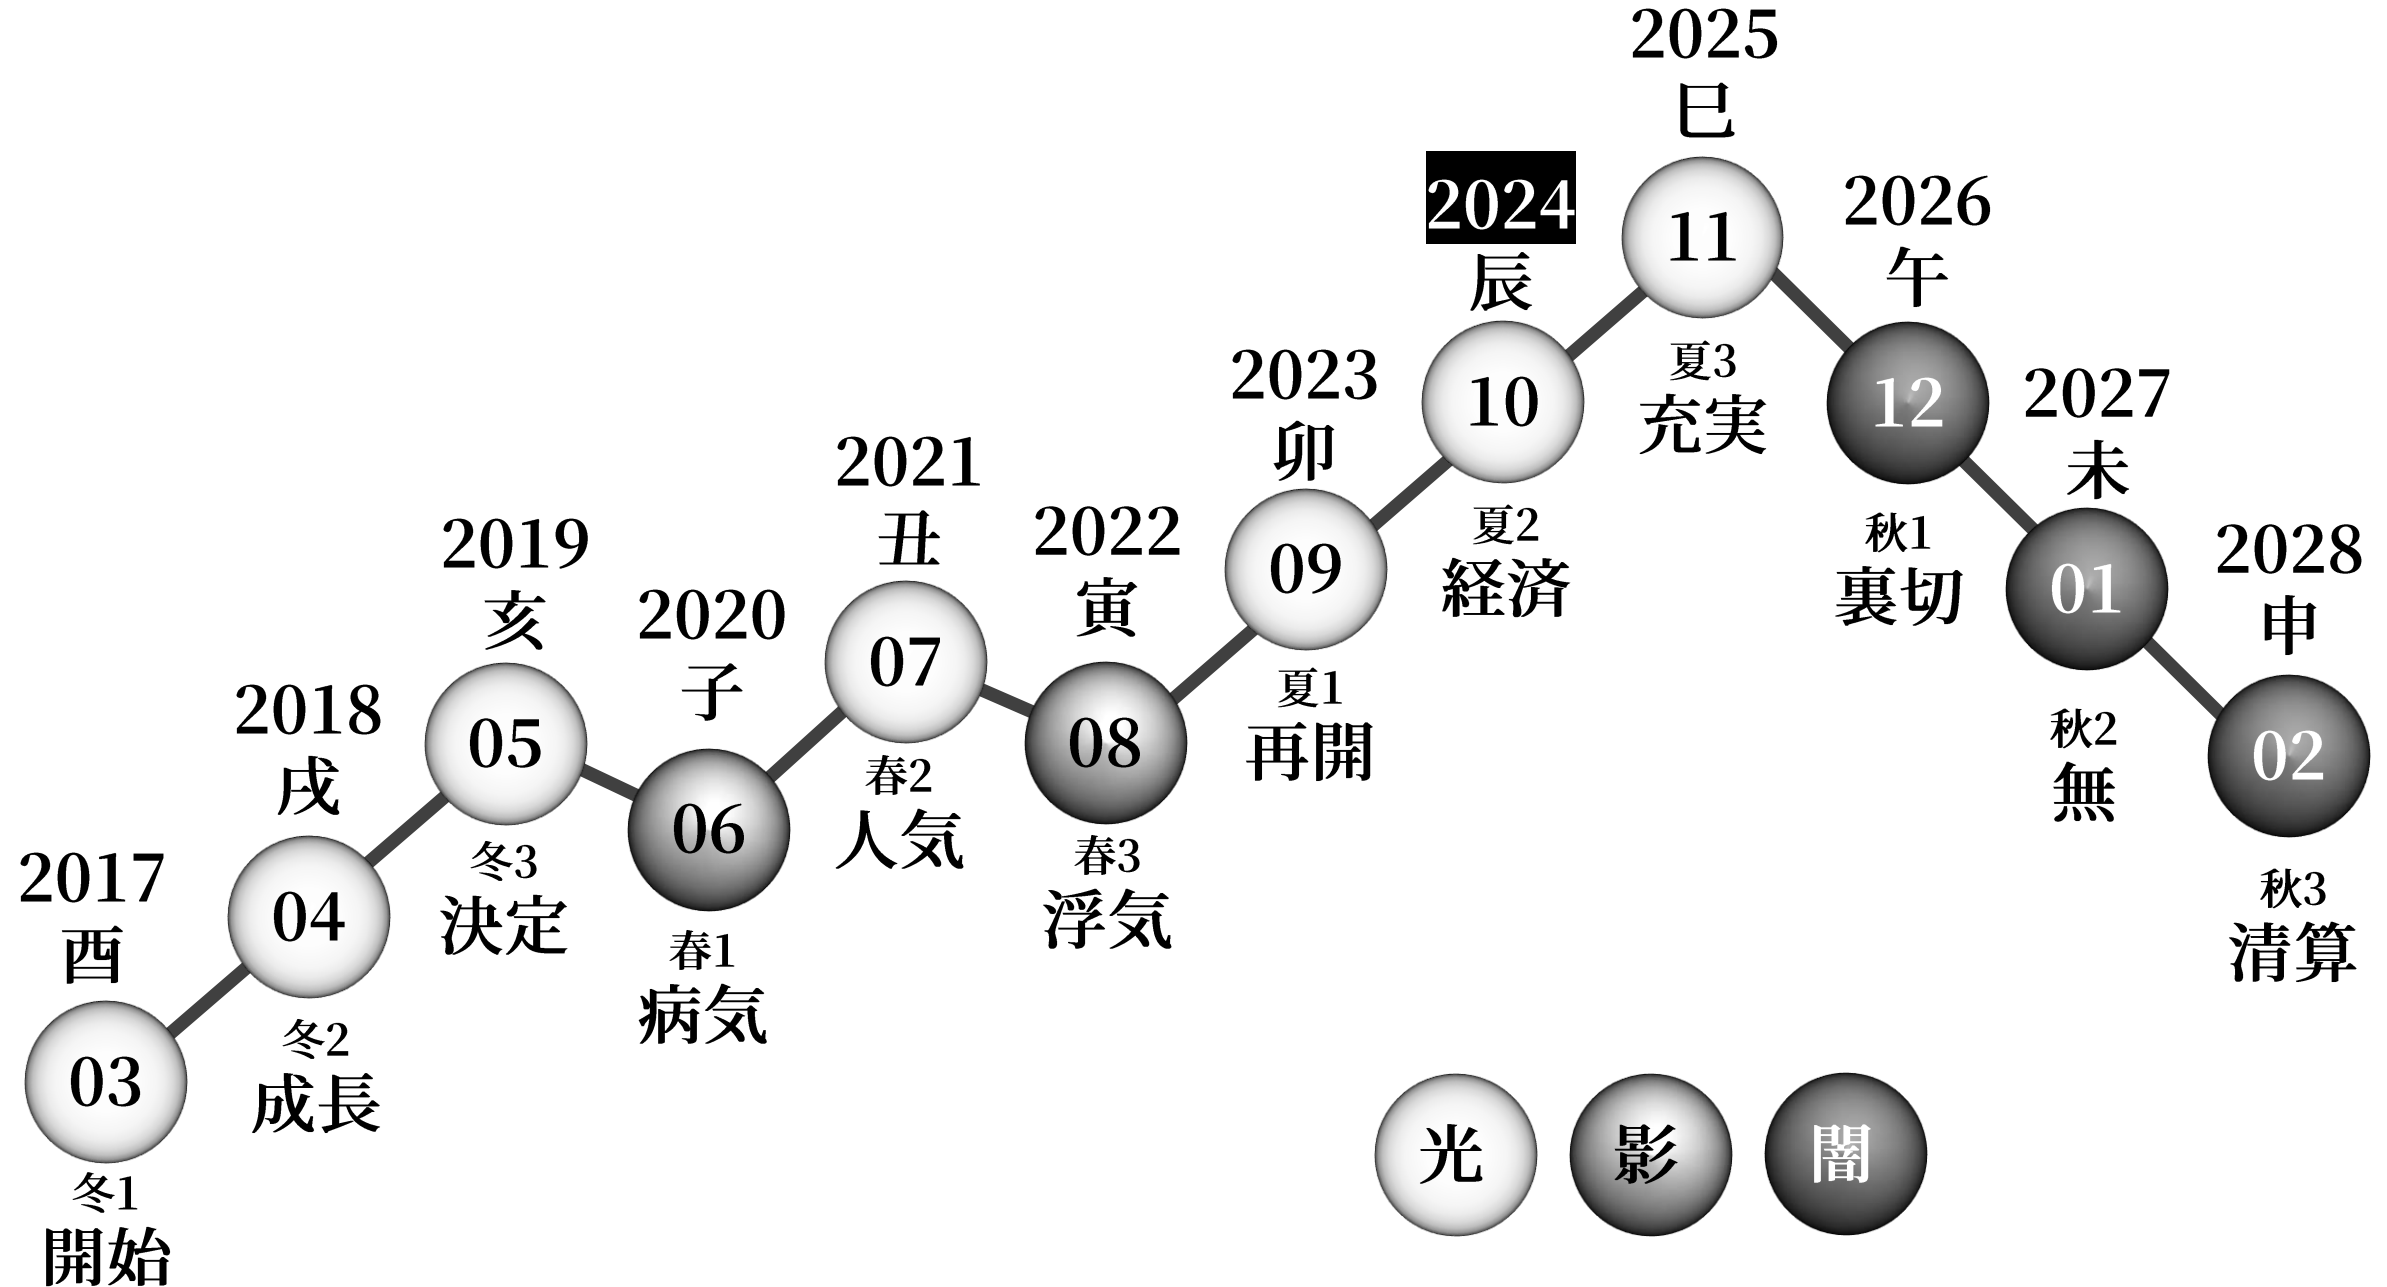 2017
酉
03
冬1
開始
2018
戌
04
冬2
成長
2019
亥
05
冬3
決定
2020
子
06
春1
病気
2021
丑
07
春2
人気
2022
寅
08
春3
浮気
2023
卯
09
夏1
再開
2024
辰
10
夏2
経済
2025
巳
11
夏3
充実
2026
午
12
秋1
裏切
2027
未
01
秋2
無
2028
申
02
秋3
清算
光
影
闇